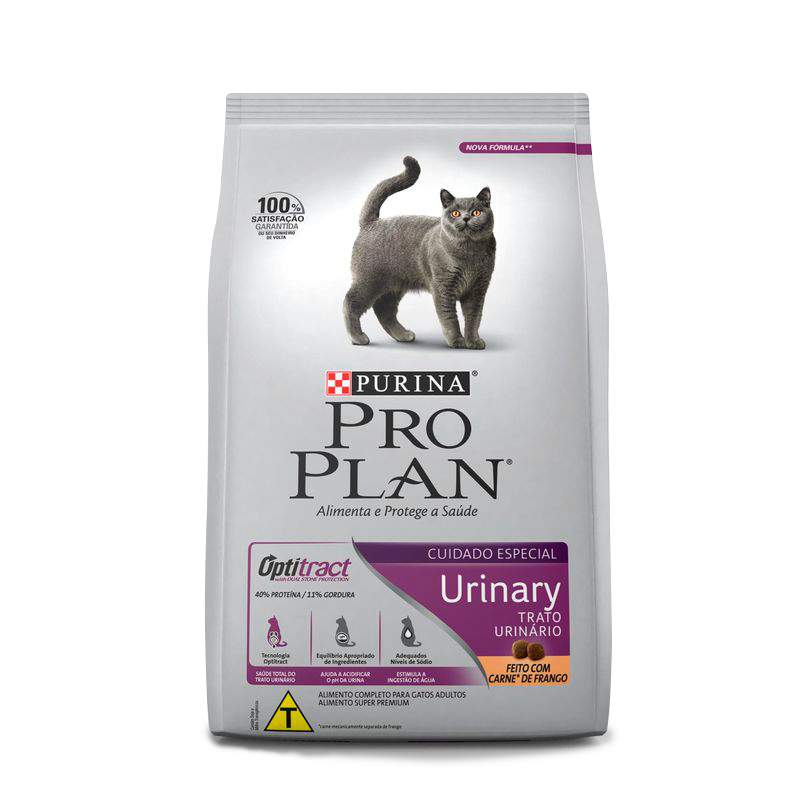 NOVA FÓRMULA**
100%
SATISFAÇÃO
GARANTIDA
OU SEU DINHEIRO
DE VOLTA
PURINA®
PRO
PLAN®
Alimenta e Protege a Saúde
Optitract
with DUAL STONE PROTECTION
40% PROTEÍNA / 11% GORDURA
CUIDADO ESPECIAL
Urinary
TRATO
URINÁRIO
FEITO COM
CARNE* DE FRANGO
Tecnologia
Optitract
Equilíbrio Apropriado
de Ingredientes
Adequados
Níveis de Sódio
SAÚDE TOTAL DO
TRATO URINÁRIO
AJUDA A ACIDIFICAR
O pH DA URINA
ESTIMULA A
INGESTÃO DE ÁGUA
T
ALIMENTO COMPLETO PARA GATOS ADULTOS
ALIMENTO SUPER PREMIUM
*carne mecanicamente separada de frango